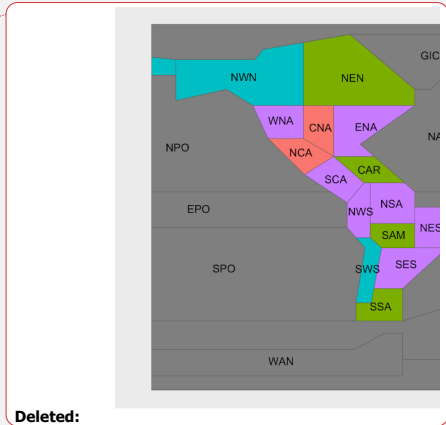 GIC
NWN NEN
WNA CNA ENA
NPO NCA NA
CAR
SCA
EPO NWS NSA
SAM NES
SPO SWS SES
SSA
WAN
Deleted: